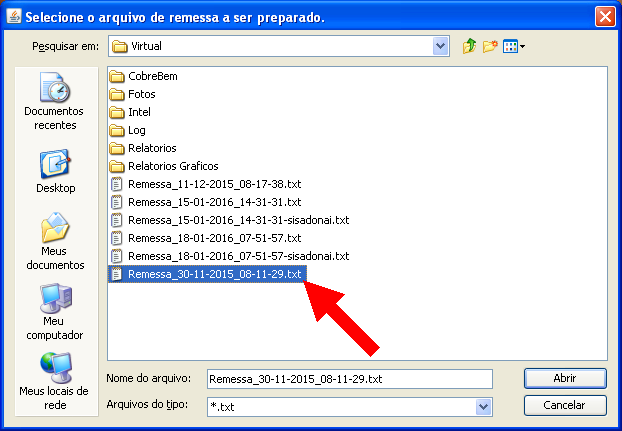 Selecione o arquivo de remessa a ser preparado.
Pesquisar em:
Virtual
Documentos
recentes
Desktop
Meus
documentos
Meu
computador
Meus locais de
rede
CobreBem
Fotos
Intel
Log
Relatorios
Relatorios Graficos
Remessa_11-12-2015_08-17-38.txt
Remessa_15-01-2016_14-31-31.txt
Remessa_15-01-2016_14-31-31-sisadonai.txt
Remessa_18-01-2016_07-51-57.txt
Remessa_18-01-2016_07-51-57-sisadonai.txt
Remessa_30-11-2015_08-11-29.txt
Nome do arquivo:
Remessa_30-11-2015_08-11-29.txt
Abrir
Arquivos do tipo:
*.txt
Cancelar